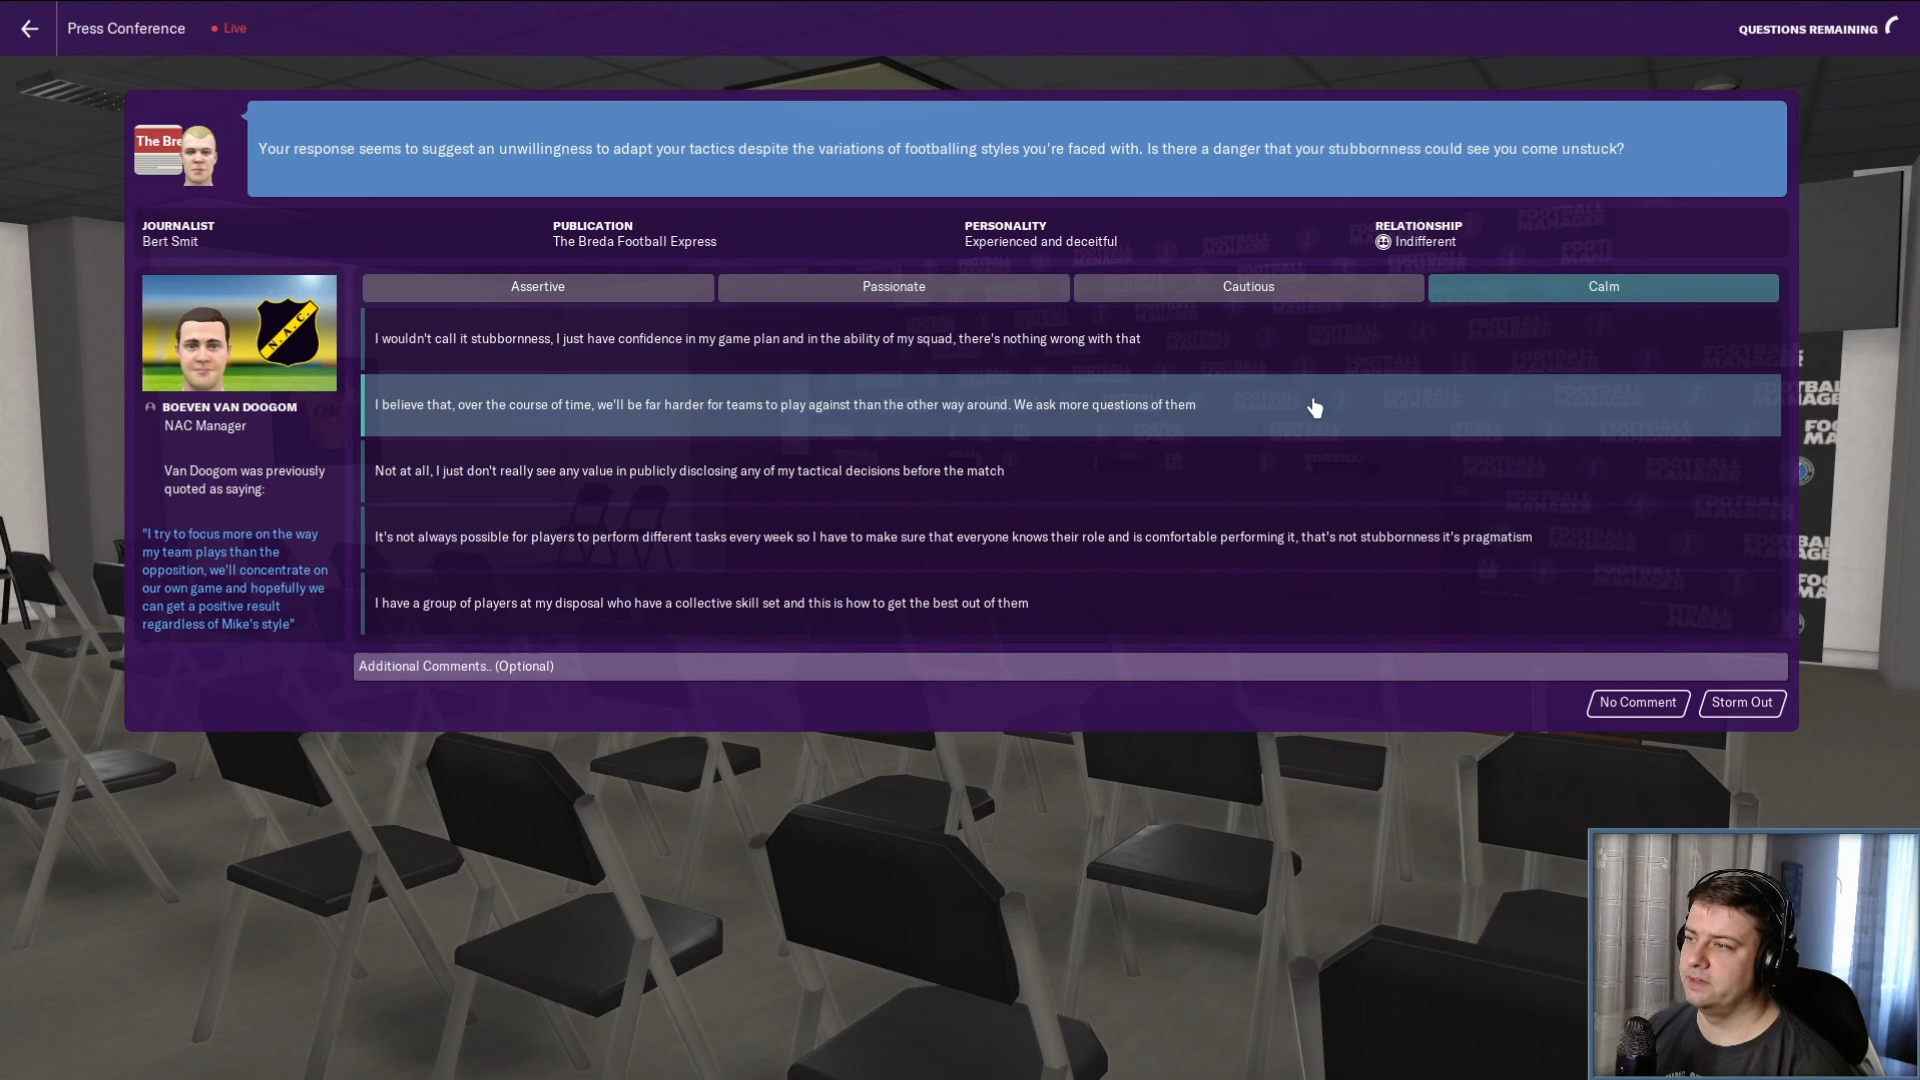 Press Conference
Live
QUESTIONS REMAINING
The Bre
Your response seems to suggest an unwillingness to adapt your tactics despite the variations of footballing styles you're faced with. Is there a danger that your stubbornness could see you come unstuck?
JOURNALIST
Bert Smit
PUBLICATION
The Breda Football Express
PERSONALITY
Experienced and deceitful
RELATIONSHIP
Indifferent
N.A.C.
BOEVEN VAN DOOGOM
NAC Manager
Van Doogom was previously
quoted as saying:
"I try to focus more on the way
my team plays than the
opposition, we'll concentrate on
our own game and hopefully we
can get a positive result
regardless of Mike's style"
Assertive
Passionate
Cautious
Calm
I wouldn't call it stubbornness, I just have confidence in my game plan and in the ability of my squad, there's nothing wrong with that
I believe that, over the course of time, we'll be far harder for teams to play against than the other way around. We ask more questions of them
Not at all, I just don't really see any value in publicly disclosing any of my tactical decisions before the match
It's not always possible for players to perform different tasks every week so I have to make sure that everyone knows their role and is comfortable performing it, that's not stubbornness it's pragmatism
I have a group of players at my disposal who have a collective skill set and this is how to get the best out of them
Additional Comments.. (Optional)
No Comment
Storm Out
FOOTBALL
MANAGER